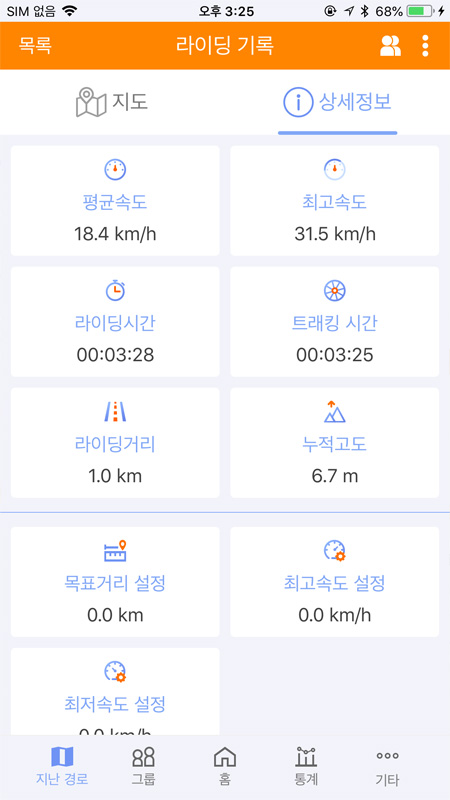 SIM 없음 오후 3:25 68%
목록 라이딩 기록
지도 상세정보
평균속도 최고속도
18.4 km/h 31.5 km/h
라이딩시간 트래킹 시간
00:03:28 00:03:25
라이딩거리 누적고도
1.0 km 6.7 m
목표거리 설정 최고속도 설정
0.0 km 0.0 km/h
최저속도 설정
0.0 km/h
지난 경로 그룹 홈 통계 기타